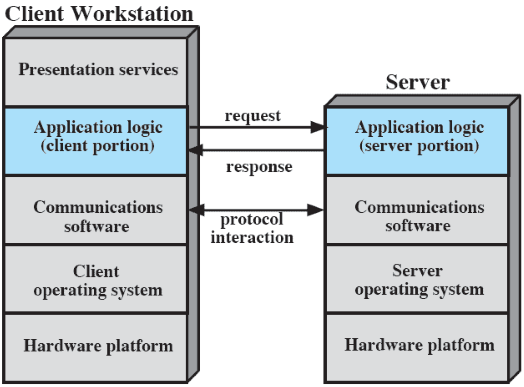 Client Workstation
Presentation services
Application logic
(client portion)
Communications
software
Client
operating system
Hardware platform
request
response
protocol
interaction
Server
Application logic
(server portion)
Communications
software
Server
operating system
Hardware platform